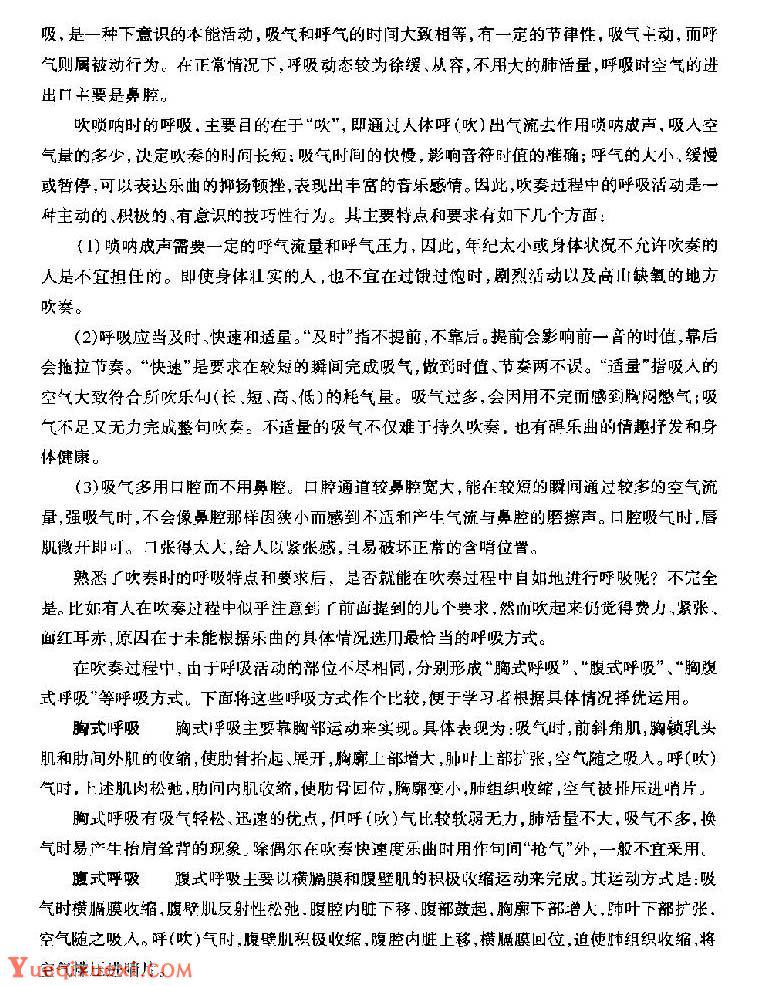 吸，是一种下意识的本能活动，吸气和呼气的时间大致相等，有一定的节律性，吸气主动，而呼
气则属被动行为。在正常情况下，呼吸动态较为徐缓、从容，不用大的肺活量，呼吸时空气的进
出口主要是鼻腔。
吹唢呐时的呼吸，主要目的在于“吹”，即通过人体呼（吹）出气流去作用唢呐成声，吸入空
气量的多少，决定吹奏的时间长短；吸气时间的快慢，影响音符时值的准确；呼气的大小、缓慢
或暂停，可以表达乐曲的抑扬顿挫，表现出丰富的音乐感情。因此，吹奏过程中的呼吸活动是一
种主动的、积极的、有意识的技巧性行为。其主要特点和要求有如下几个方面：
（1）唢呐成声需要一定的呼气流量和呼气压力，因此，年纪太小或身体状况不允许吹奏的
人是不宜担任的。即使身体壮实的人，也不宜在过饿过饱时，剧烈活动以及高山缺氧的地方
吹奏。
（2）呼吸应当及时、快速和适量。“及时”指不提前，不靠后。提前会影响前一音的时值，靠后
会拖拉节奏。“快速”是要求在较短的瞬间完成吸气，做到时值、节奏两不误。“适量”指吸入的
空气大致符合所吹乐句（长、短、高、低）的耗气量。吸气过多，会因用不完而感到胸闷憋气；吸
气不足又无力完成整句吹奏。不适量的吸气不仅难于持久吹奏，也有碍乐曲的情趣抒发和身
体健康。
（3）吸气多用口腔而不用鼻腔。口腔通道较鼻腔宽大，能在较短的瞬间通过较多的空气流
量，强吸气时，不会像鼻腔那样因狭小而感到不适和产生气流与鼻腔的磨擦声。口腔吸气时，唇
肌微开即可。口张得太大，给人以紧张感，且易破坏正常的含哨位置。
熟悉了吹奏时的呼吸特点和要求后，是否就能在吹奏过程中自如地进行呼吸呢？不完全
是。比如有人在吹奏过程中似乎注意到了前面提到的几个要求，然而吹起来仍觉得费力、紧张、
面红耳赤，原因在于未能根据乐曲的具体情况选用最恰当的呼吸方式。
在吹奏过程中，由于呼吸活动的部位不尽相同，分别形成“胸式呼吸”、“腹式呼吸”、“胸腹
式呼吸”等呼吸方式。下面将这些呼吸方式作个比较，便于学习者根据具体情况择优运用。
胸式呼吸　　胸式呼吸主要靠胸部运动来实现。具体表现为：吸气时，前斜角肌，胸锁乳头
肌和肋间外肌的收缩，使肋骨抬起、展开，胸廓上部增大，肺叶上部扩张，空气随之吸入。呼（吹）
气时，上述肌肉松弛，肋间内肌收缩，使肋骨回位，胸廓变小，肺组织收缩，空气被排压进哨片。
胸式呼吸有吸气轻松、迅速的优点，但呼（吹）气比较软弱无力，肺活量不大，吸气不多，换
气时易产生抬肩耸背的现象。除偶尔在吹奏快速度乐曲时用作句间“抢气”外，一般不宜采用。
腹式呼吸　　腹式呼吸主要以横膈膜和腹壁肌的积极收缩运动来完成。其运动方式是：吸
气时横膈膜收缩，腹壁肌反射性松弛，腹腔内脏下移、腹部鼓起，胸廓下部增大，肺叶下部扩张，
空气随之吸入。呼（吹）气时，腹壁肌积极收缩，腹腔内脏上移，横膈膜回位，迫使肺组织收缩，将
空气排压进哨片。
Yueqixuexi.COM